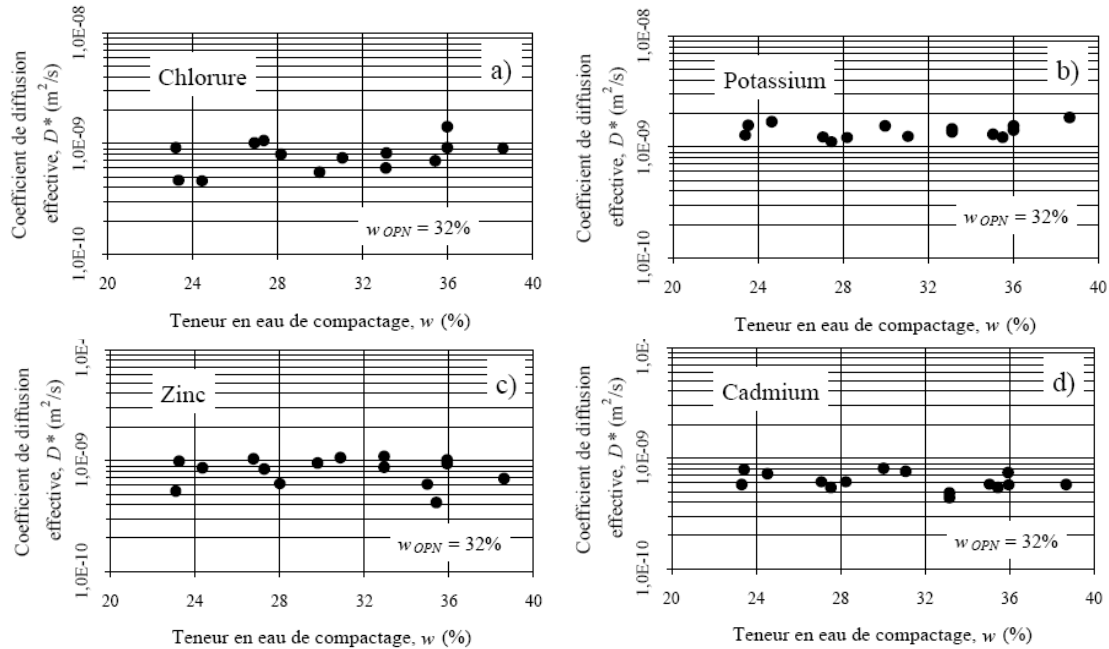 Coefficient de diffusion
effective, D* (m²/s)
1,0E-08
1,0E-09
1,0E-10
Chlorure
a)
w OPN = 32%
20 24 28 32 36 40
Teneur en eau de compactage, w (%)
Coefficient de diffusion
effective, D* (m²/s)
1,0E-08
1,0E-09
1,0E-10
Potassium
b)
w OPN = 32%
20 24 28 32 36 40
Teneur en eau de compactage, w (%)
Coefficient de diffusion
effective, D* (m²/s)
1,0E-
1,0E-09
1,0E-10
Zinc
c)
w OPN = 32%
20 24 28 32 36 40
Teneur en eau de compactage, w (%)
Coefficient de diffusion
effective, D* (m²/s)
1,0E-
1,0E-09
1,0E-10
Cadmium
d)
w OPN = 32%
20 24 28 32 36 40
Teneur en eau de compactage, w (%)